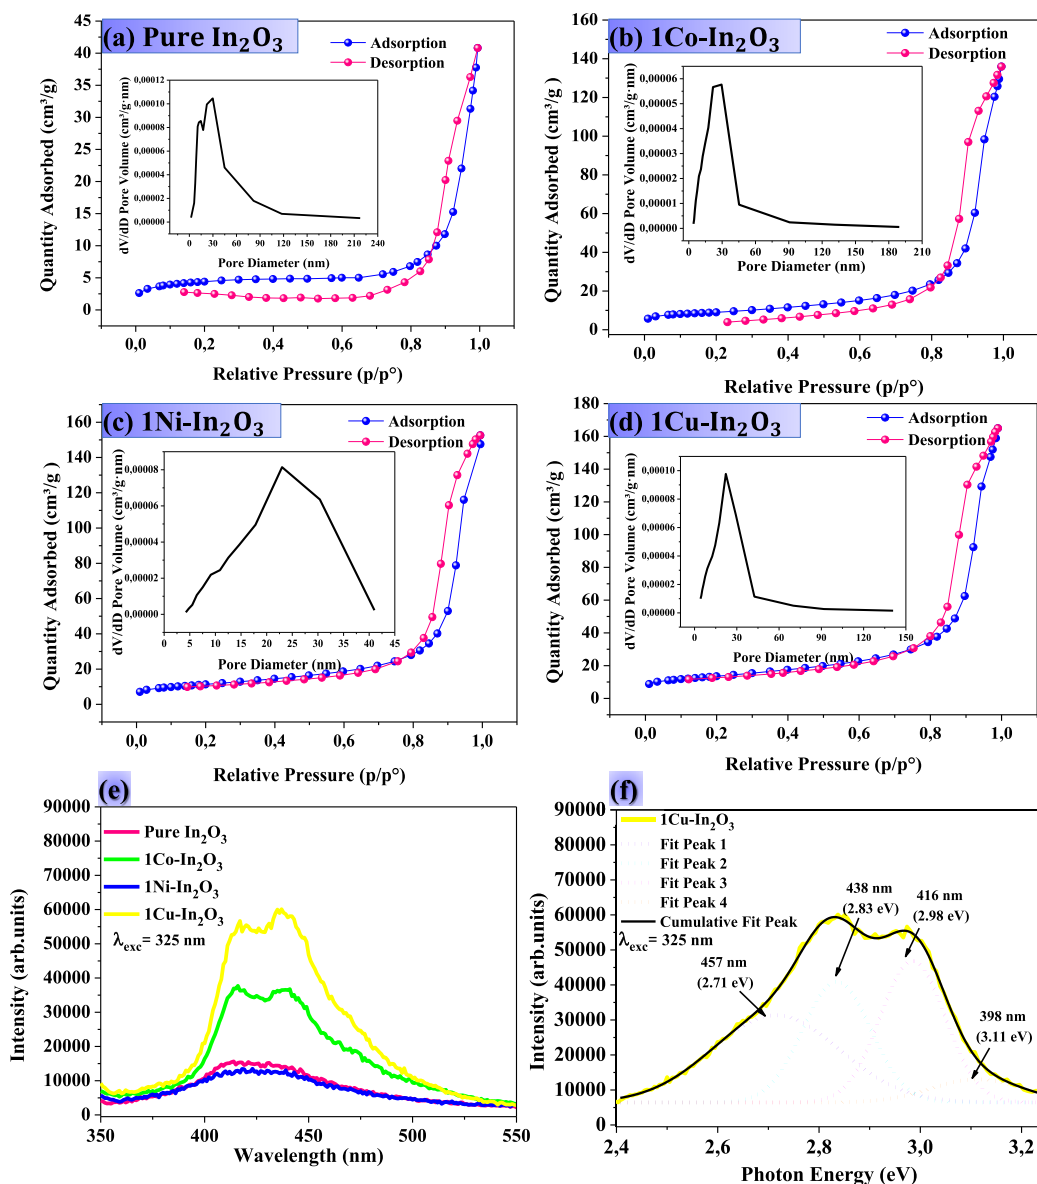 (a) Pure In₂O₃
Adsorption
Desorption
Quantity Adsorbed (cm³/g)
45
40
35
30
25
20
15
10
5
0
0,0 0,2 0,4 0,6 0,8 1,0
Relative Pressure (p/p°)
dV/dD Pore Volume (cm³/g·nm)
0,00012
0,00010
0,00008
0,00006
0,00004
0,00002
0,00000
0 30 60 90 120 150 180 210 240
Pore Diameter (nm)
(b) 1Co-In₂O₃
Adsorption
Desorption
Quantity Adsorbed (cm³/g)
160
140
120
100
80
60
40
20
0
0,0 0,2 0,4 0,6 0,8 1,0
Relative Pressure (p/p°)
dV/dD Pore Volume (cm³/g·nm)
0,00006
0,00005
0,00004
0,00003
0,00002
0,00001
0,00000
0 30 60 90 120 150 180 210
Pore Diameter (nm)
(c) 1Ni-In₂O₃
Adsorption
Desorption
Quantity Adsorbed (cm³/g )
180
160
140
120
100
80
60
40
20
0
0,0 0,2 0,4 0,6 0,8 1,0
Relative Pressure (p/p°)
dV/dD Pore Volume (cm³/g·nm)
0,00008
0,00006
0,00004
0,00002
0,00000
0 5 10 15 20 25 30 35 40 45
Pore Diameter (nm)
(d) 1Cu-In₂O₃
Adsorption
Desorption
Quantity Adsorbed (cm³/g)
180
160
140
120
100
80
60
40
20
0
0,0 0,2 0,4 0,6 0,8 1,0
Relative Pressure (p/p°)
dV/dD Pore Volume (cm³/g·nm)
0,00010
0,00008
0,00006
0,00004
0,00002
0,00000
0 30 60 90 120 150
Pore Diameter (nm)
(e)
Pure In₂O₃
1Co-In₂O₃
1Ni-In₂O₃
1Cu-In₂O₃
λexc= 325 nm
Intensity (arb.units)
90000
80000
70000
60000
50000
40000
30000
20000
10000
0
350 400 450 500 550
Wavelength (nm)
(f)
1Cu-In₂O₃
Fit Peak 1
Fit Peak 2
Fit Peak 3
Fit Peak 4
Cumulative Fit Peak
λexc= 325 nm
438 nm
(2.83 eV)
416 nm
(2.98 eV)
457 nm
(2.71 eV)
398 nm
(3.11 eV)
Intensity (arb.units)
90000
80000
70000
60000
50000
40000
30000
20000
10000
0
2,4 2,6 2,8 3,0 3,2
Photon Energy (eV)